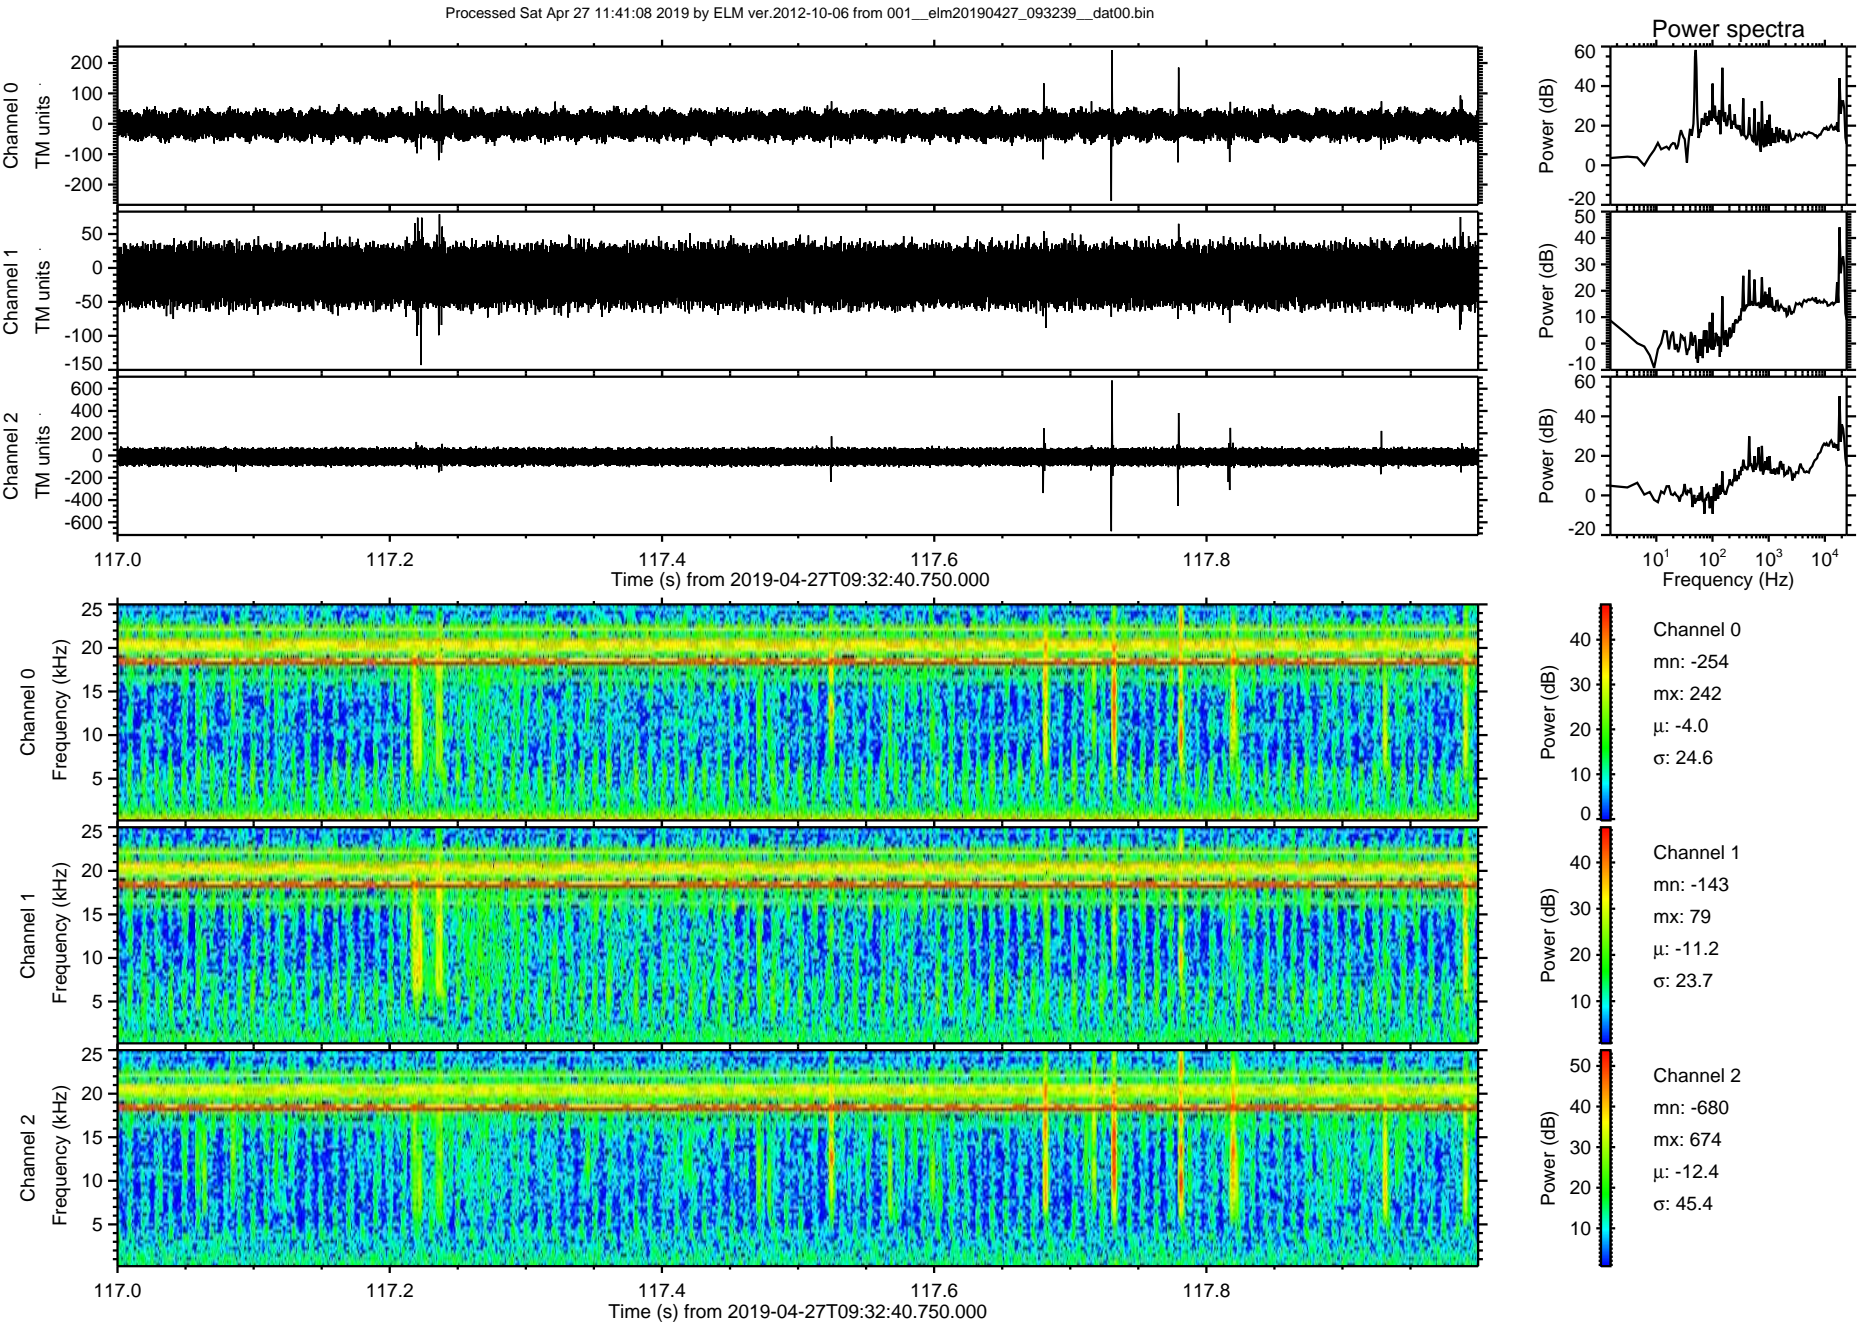 Processed Sat Apr 27 11:41:08 2019 by ELM ver.2012-10-06 from 001__elm20190427_093239__dat00.bin
Power spectra
Channel 0
TM units
200
100
0
-100
-200
Power (dB)
60
40
20
0
-20
Channel 1
TM units
50
0
-50
-100
-150
Power (dB)
50
40
30
20
10
0
-10
Channel 2
TM units
600
400
200
0
-200
-400
-600
Power (dB)
60
40
20
0
-20
117.0 117.2 117.4 117.6 117.8
Time (s) from 2019-04-27T09:32:40.750.000
10¹ 10² 10³ 10⁴
Frequency (Hz)
Channel 0
Frequency (kHz)
25
20
15
10
5
Power (dB)
40
30
20
10
0
Channel 0
mn: -254
mx: 242
μ: -4.0
σ: 24.6
Channel 1
Frequency (kHz)
25
20
15
10
5
Power (dB)
40
30
20
10
Channel 1
mn: -143
mx: 79
μ: -11.2
σ: 23.7
Channel 2
Frequency (kHz)
25
20
15
10
5
Power (dB)
50
40
30
20
10
Channel 2
mn: -680
mx: 674
μ: -12.4
σ: 45.4
117.0 117.2 117.4 117.6 117.8
Time (s) from 2019-04-27T09:32:40.750.000